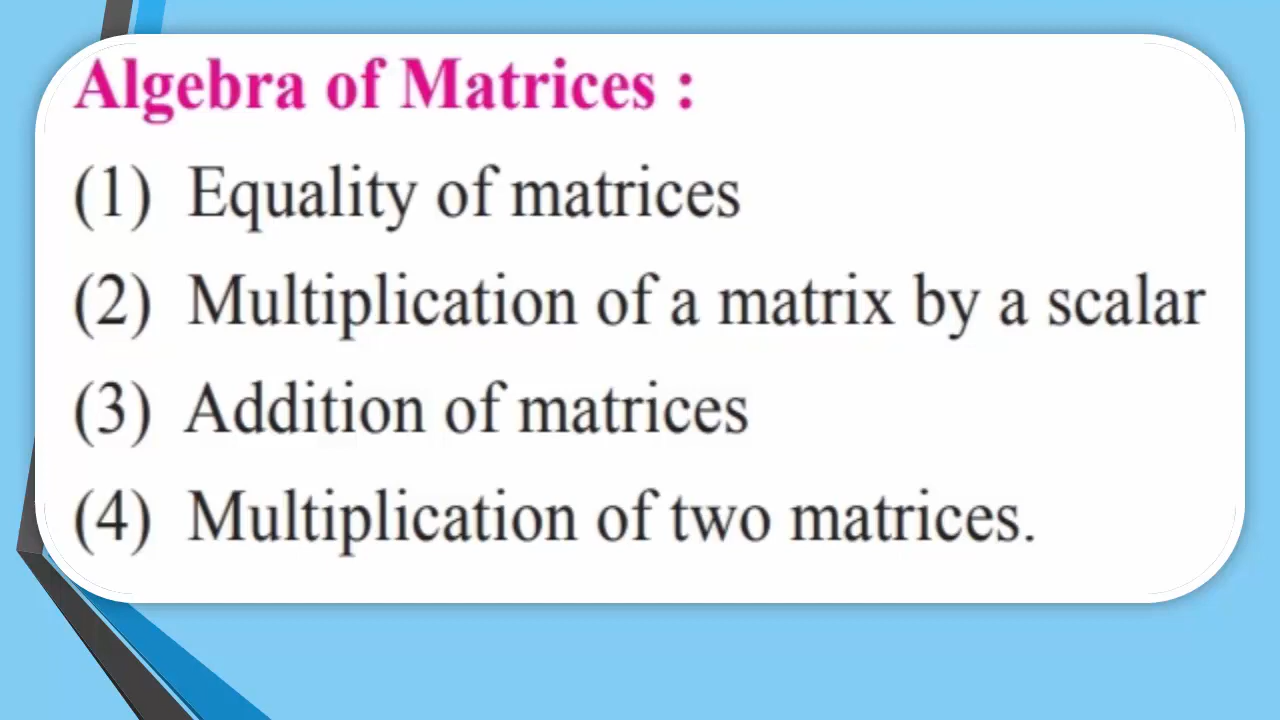 Algebra of Matrices :
(1) Equality of matrices
(2) Multiplication of a matrix by a scalar
(3) Addition of matrices
(4) Multiplication of two matrices.